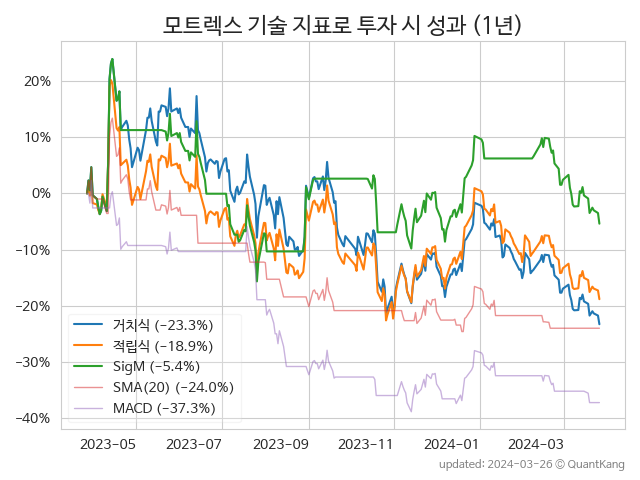 모트렉스 기술 지표로 투자 시 성과 (1년)
20%
10%
0%
−10%
−20%
−30%
−40%
거치식 (−23.3%)
적립식 (−18.9%)
SigM (−5.4%)
SMA(20) (−24.0%)
MACD (−37.3%)
2023-05 2023-07 2023-09 2023-11 2024-01 2024-03
updated: 2024-03-26 ⓒ QuantKang